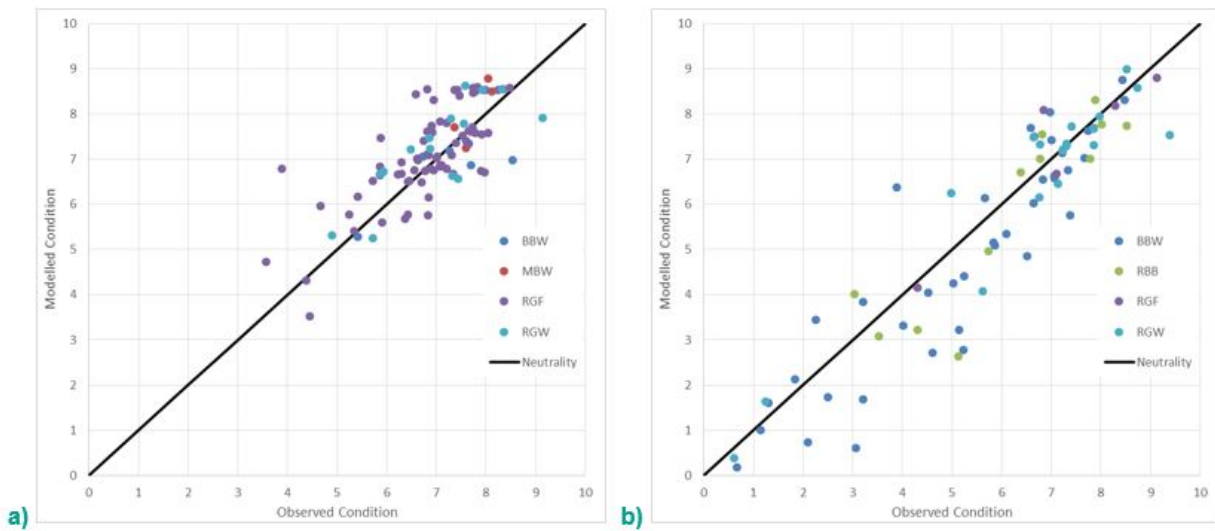 10
9
8
7
6
5
4
3
2
1
0
Modelled Condition
BBW
MBW
RGF
RGW
Neutrality
0 1 2 3 4 5 6 7 8 9 10
Observed Condition
a)
10
9
8
7
6
5
4
3
2
1
0
Modelled Condition
BBW
RBB
RGF
RGW
Neutrality
0 1 2 3 4 5 6 7 8 9 10
Observed Condition
b)